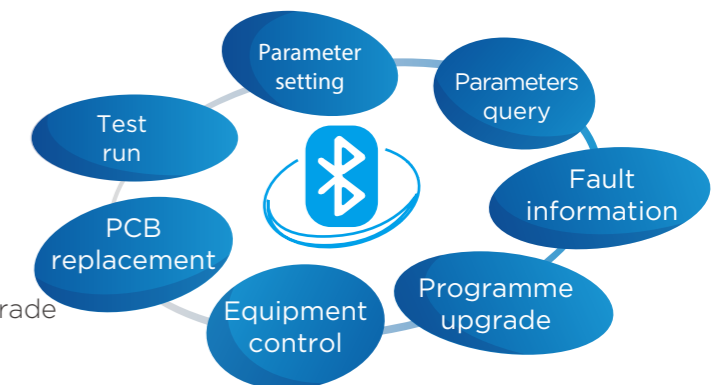 Parameter
setting
Parameters
query
Test
run
Fault
information
PCB
replacement
Programme
upgrade
rade
Equipment
control